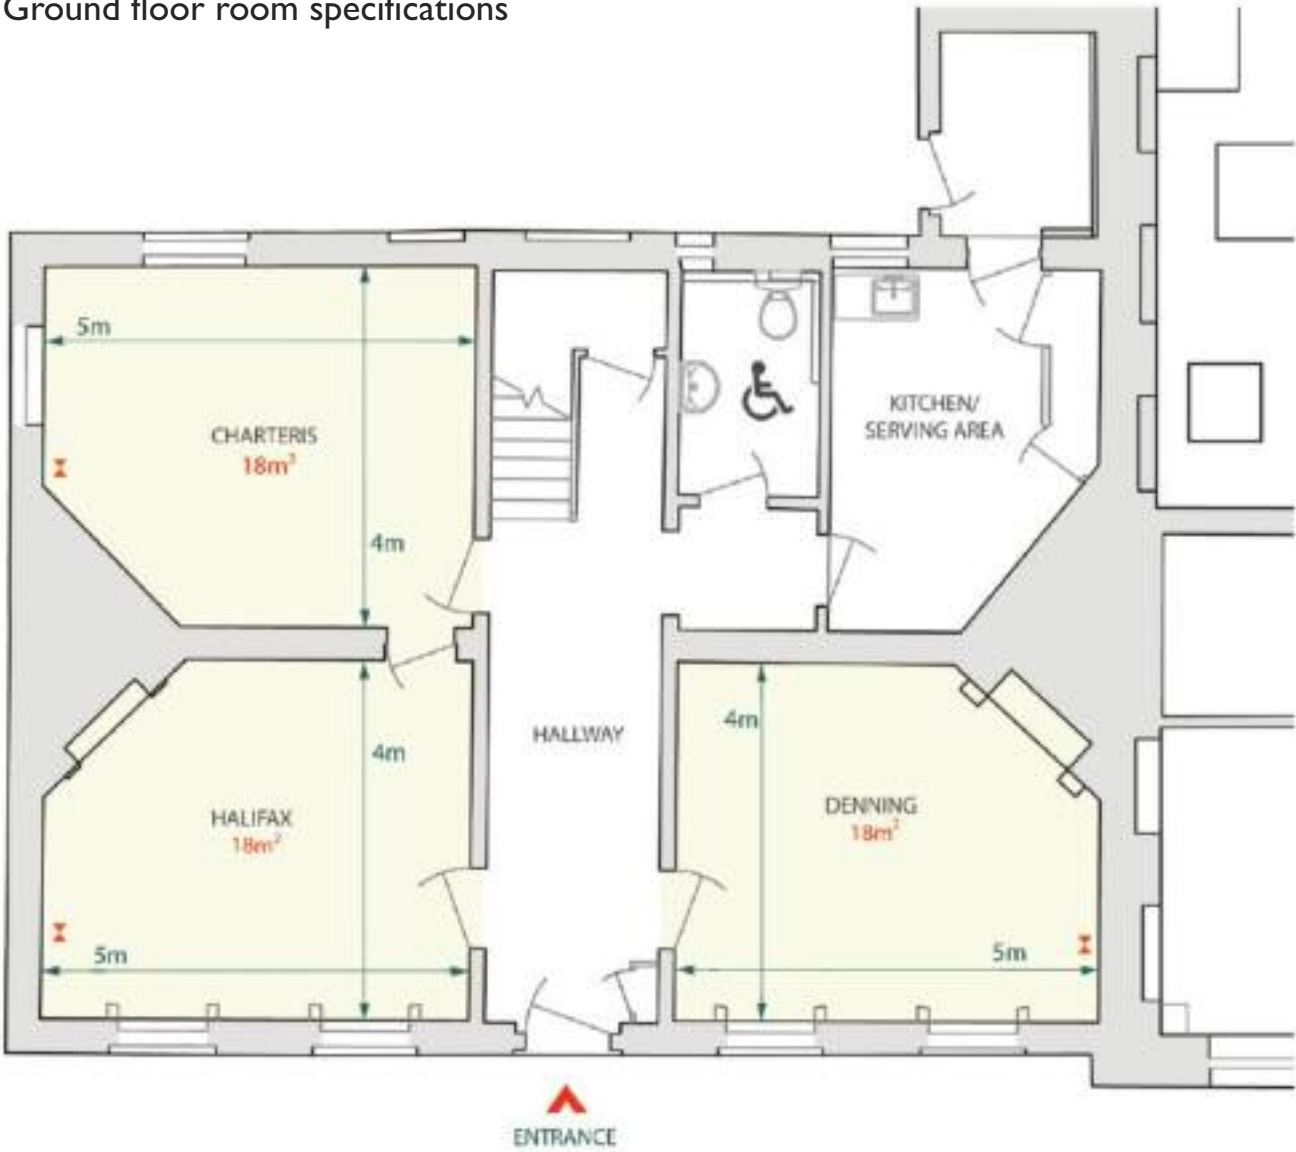 Ground floor room specifications
5m
CHARTERIS
18m²
4m
KITCHEN/
SERVING AREA
4m
HALIFAX
18m²
5m
HALLWAY
4m
DENNING
18m²
5m
ENTRANCE